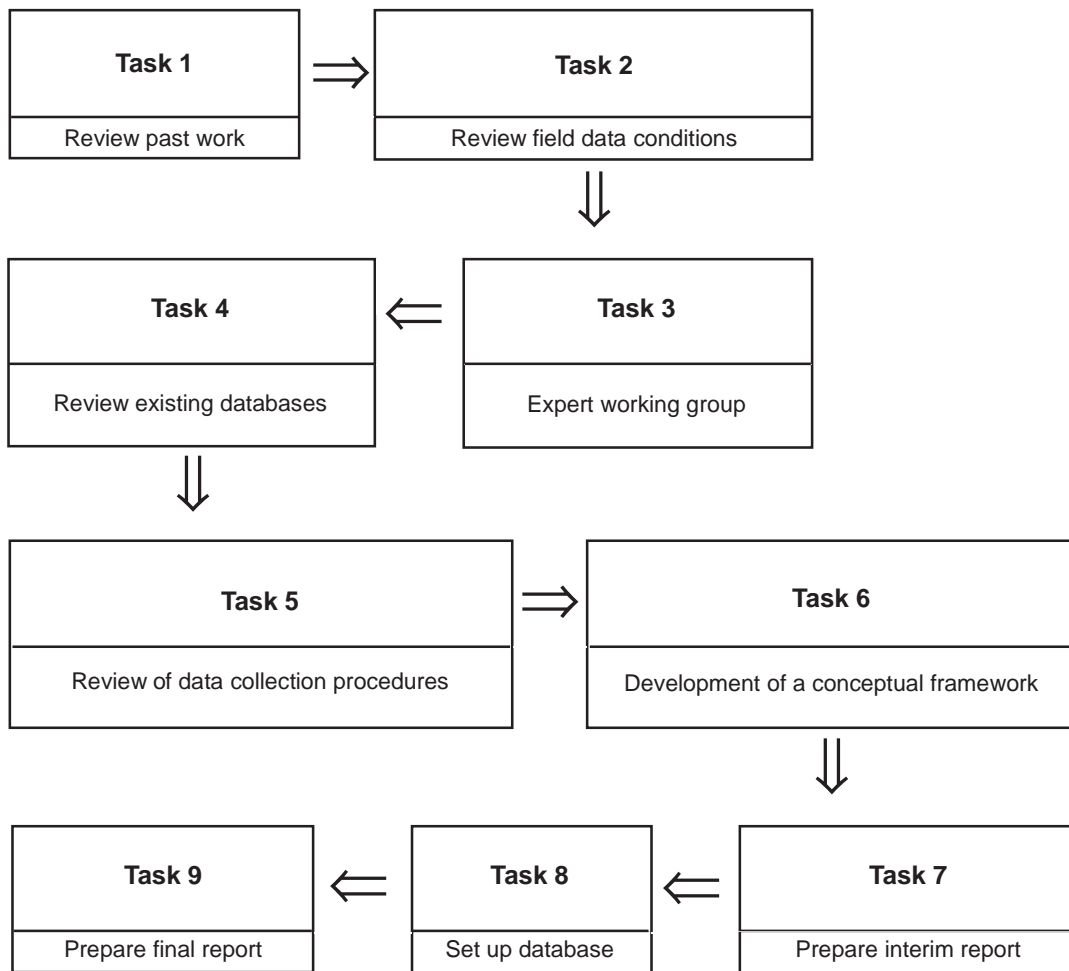 Task 1
Review past work
Task 2
Review field data conditions
Task 4
Review existing databases
Task 3
Expert working group
Task 5
Review of data collection procedures
Task 6
Development of a conceptual framework
Task 9
Prepare final report
Task 8
Set up database
Task 7
Prepare interim report